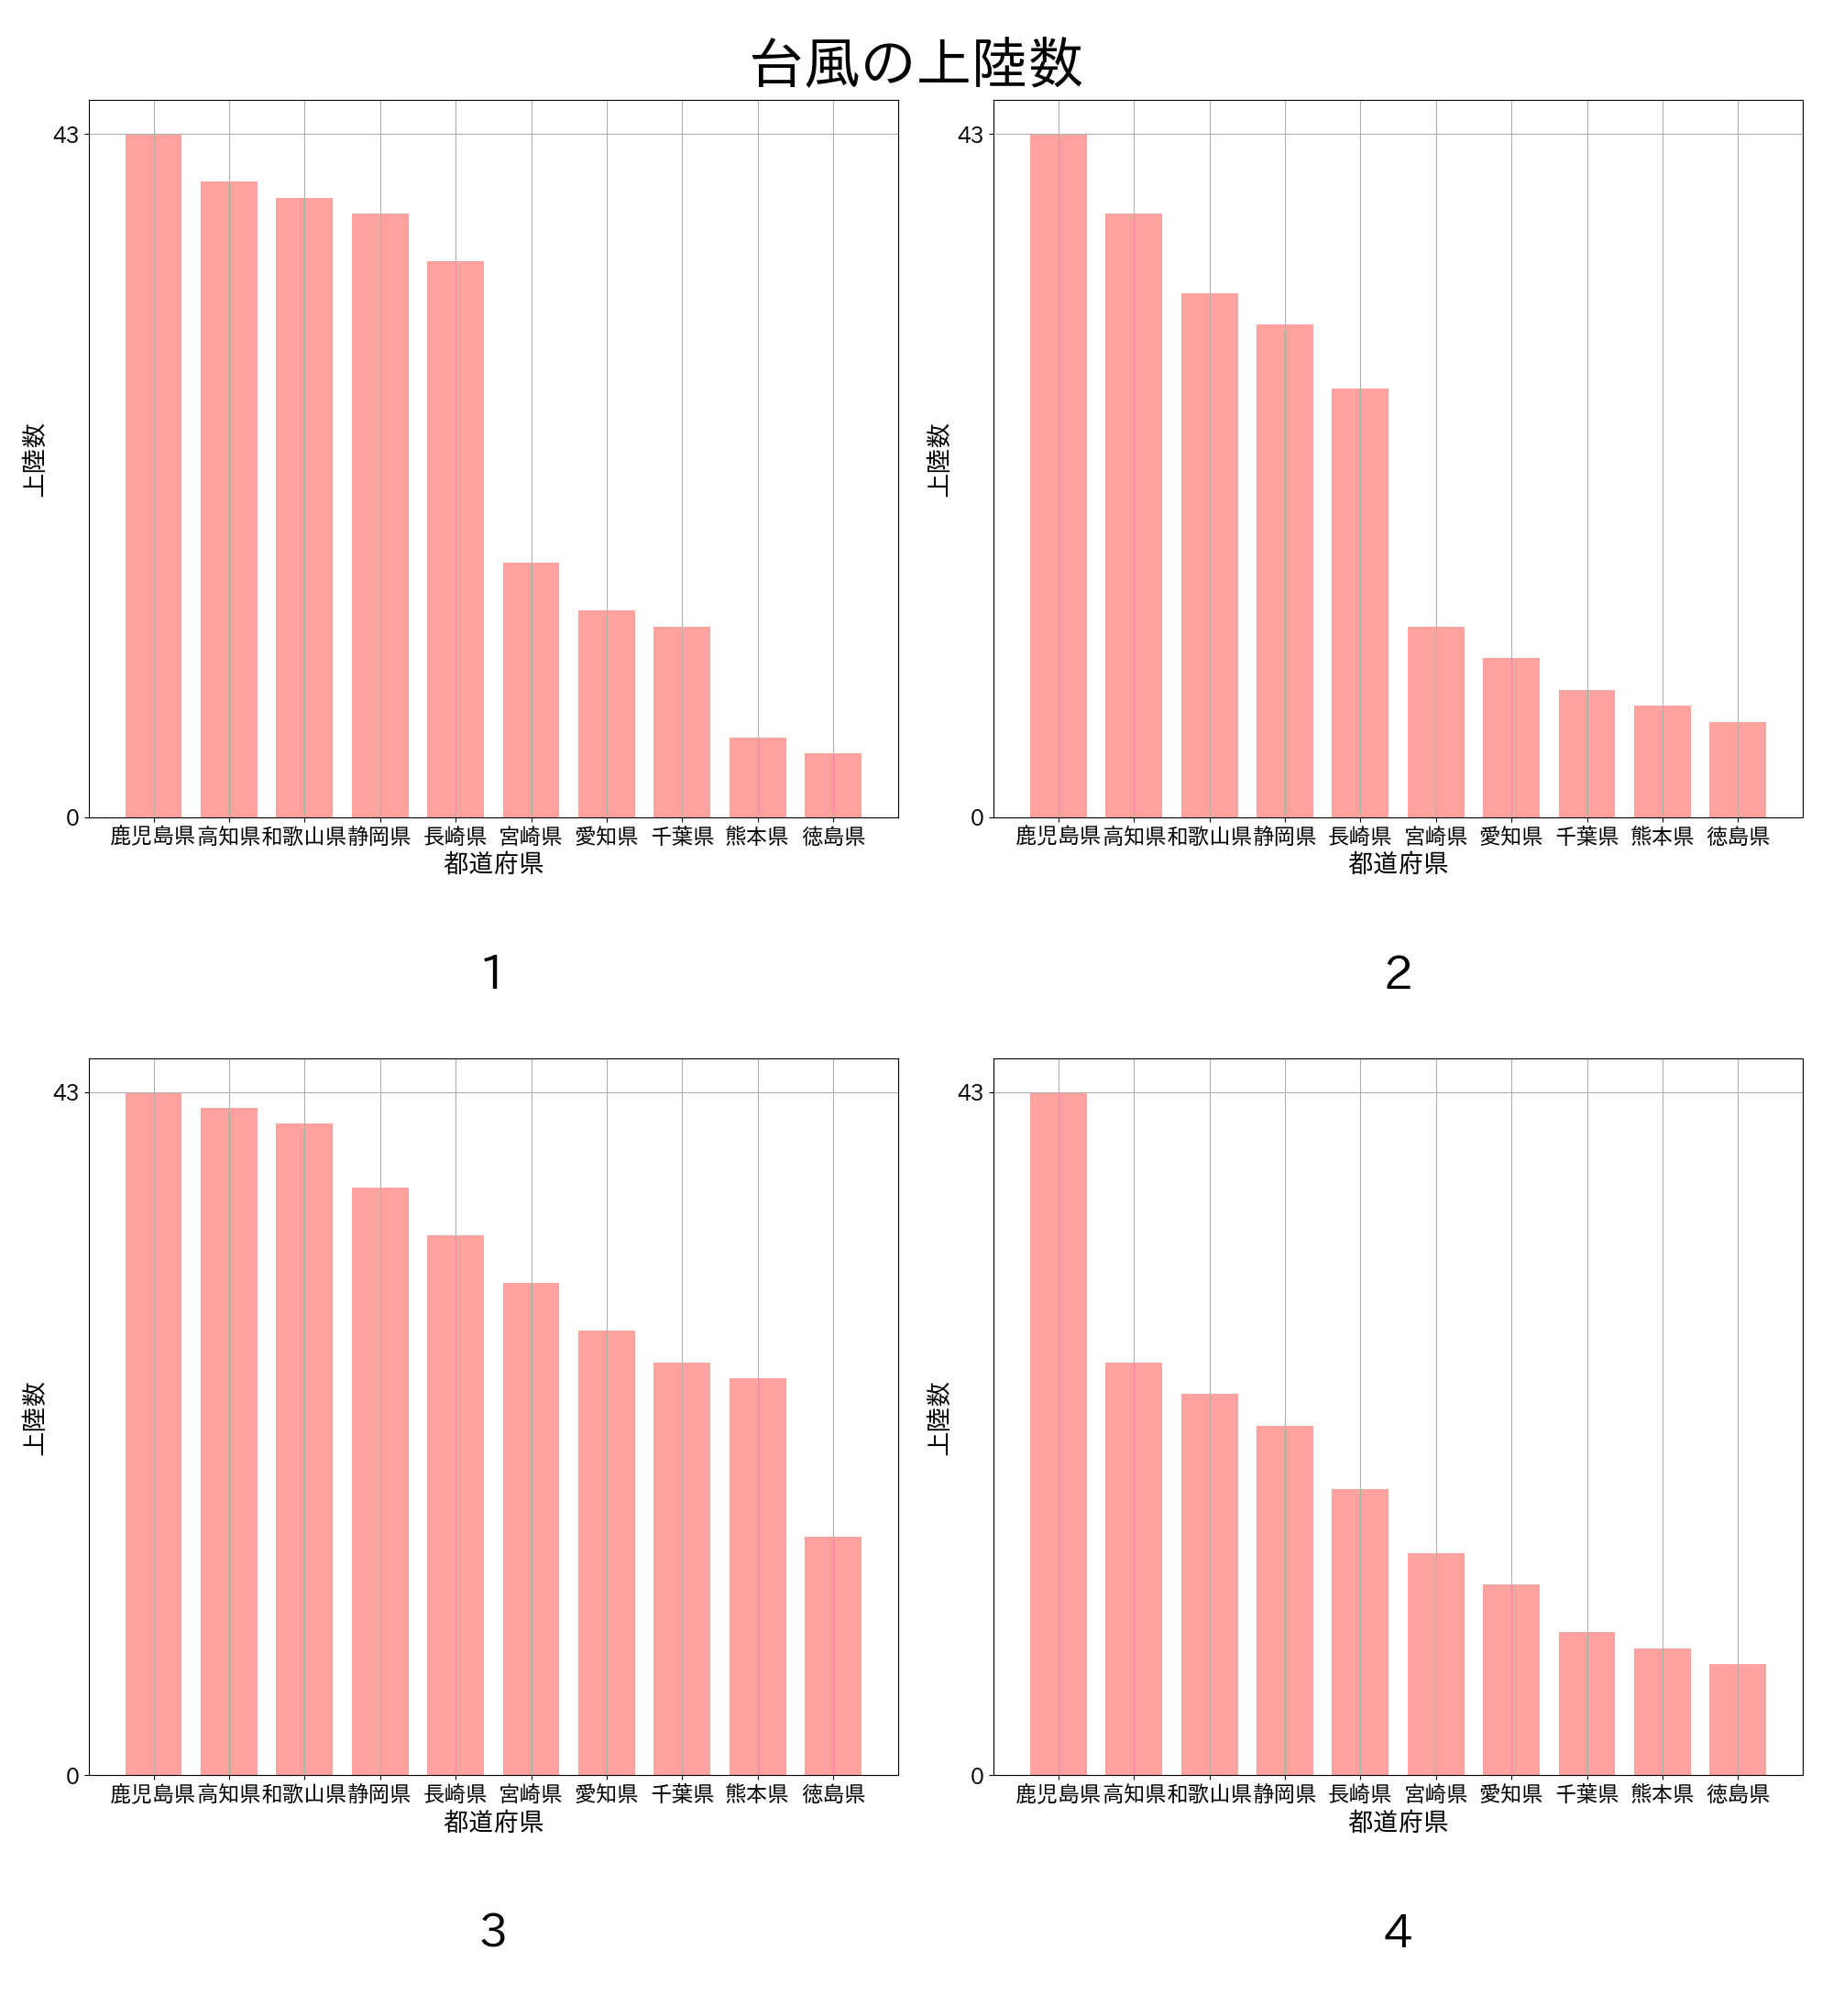 台風の上陸数
43
0
上陸数
鹿児島県 高知県 和歌山県 静岡県 長崎県 宮崎県 愛知県 千葉県 熊本県 徳島県
都道府県
1
43
0
上陸数
鹿児島県 高知県 和歌山県 静岡県 長崎県 宮崎県 愛知県 千葉県 熊本県 徳島県
都道府県
2
43
0
上陸数
鹿児島県 高知県 和歌山県 静岡県 長崎県 宮崎県 愛知県 千葉県 熊本県 徳島県
都道府県
3
43
0
上陸数
鹿児島県 高知県 和歌山県 静岡県 長崎県 宮崎県 愛知県 千葉県 熊本県 徳島県
都道府県
4